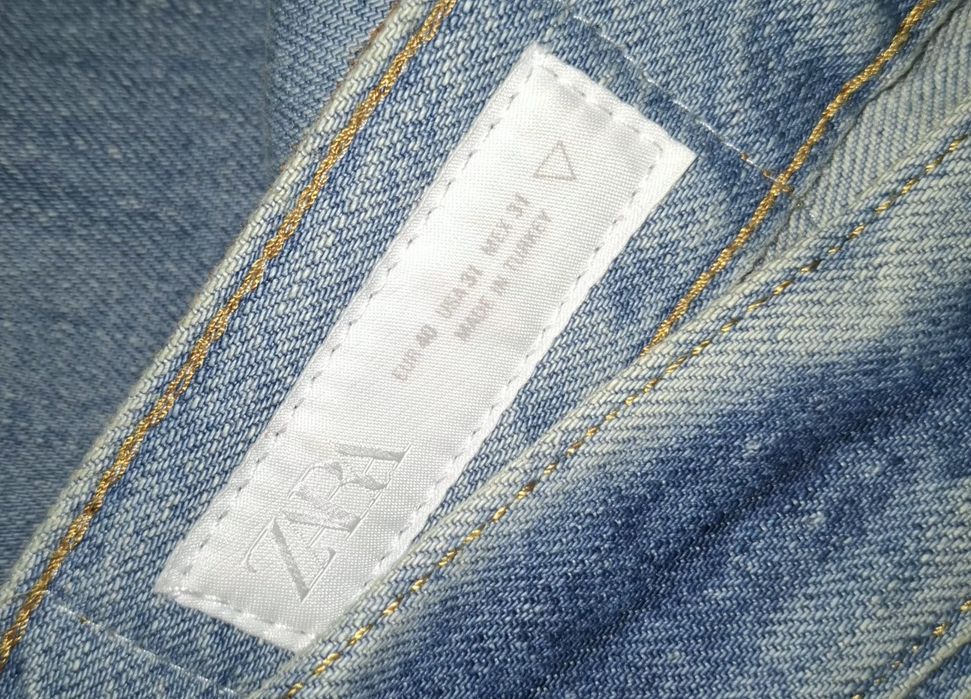 ZARA
EUR 40 USA 31 MEX 31
MADE IN TURKEY